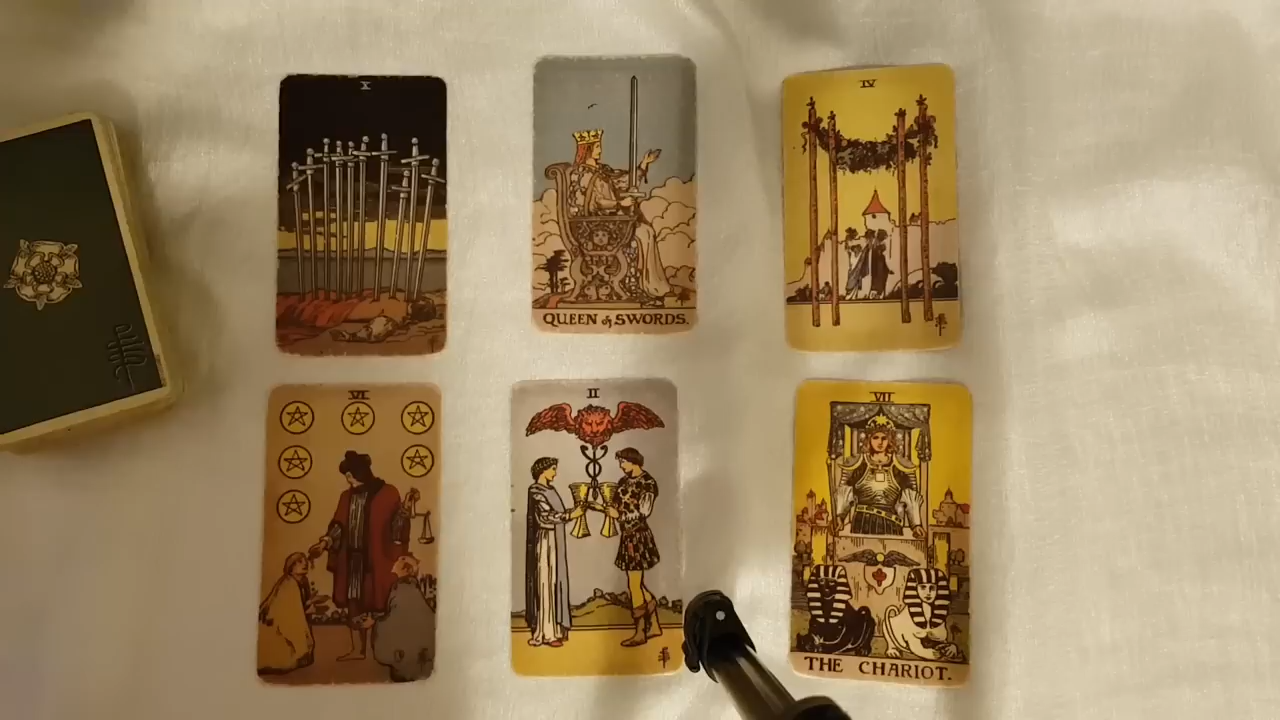 X
QUEEN of SWORDS.
IV
VI
II
VII
THE CHARIOT.